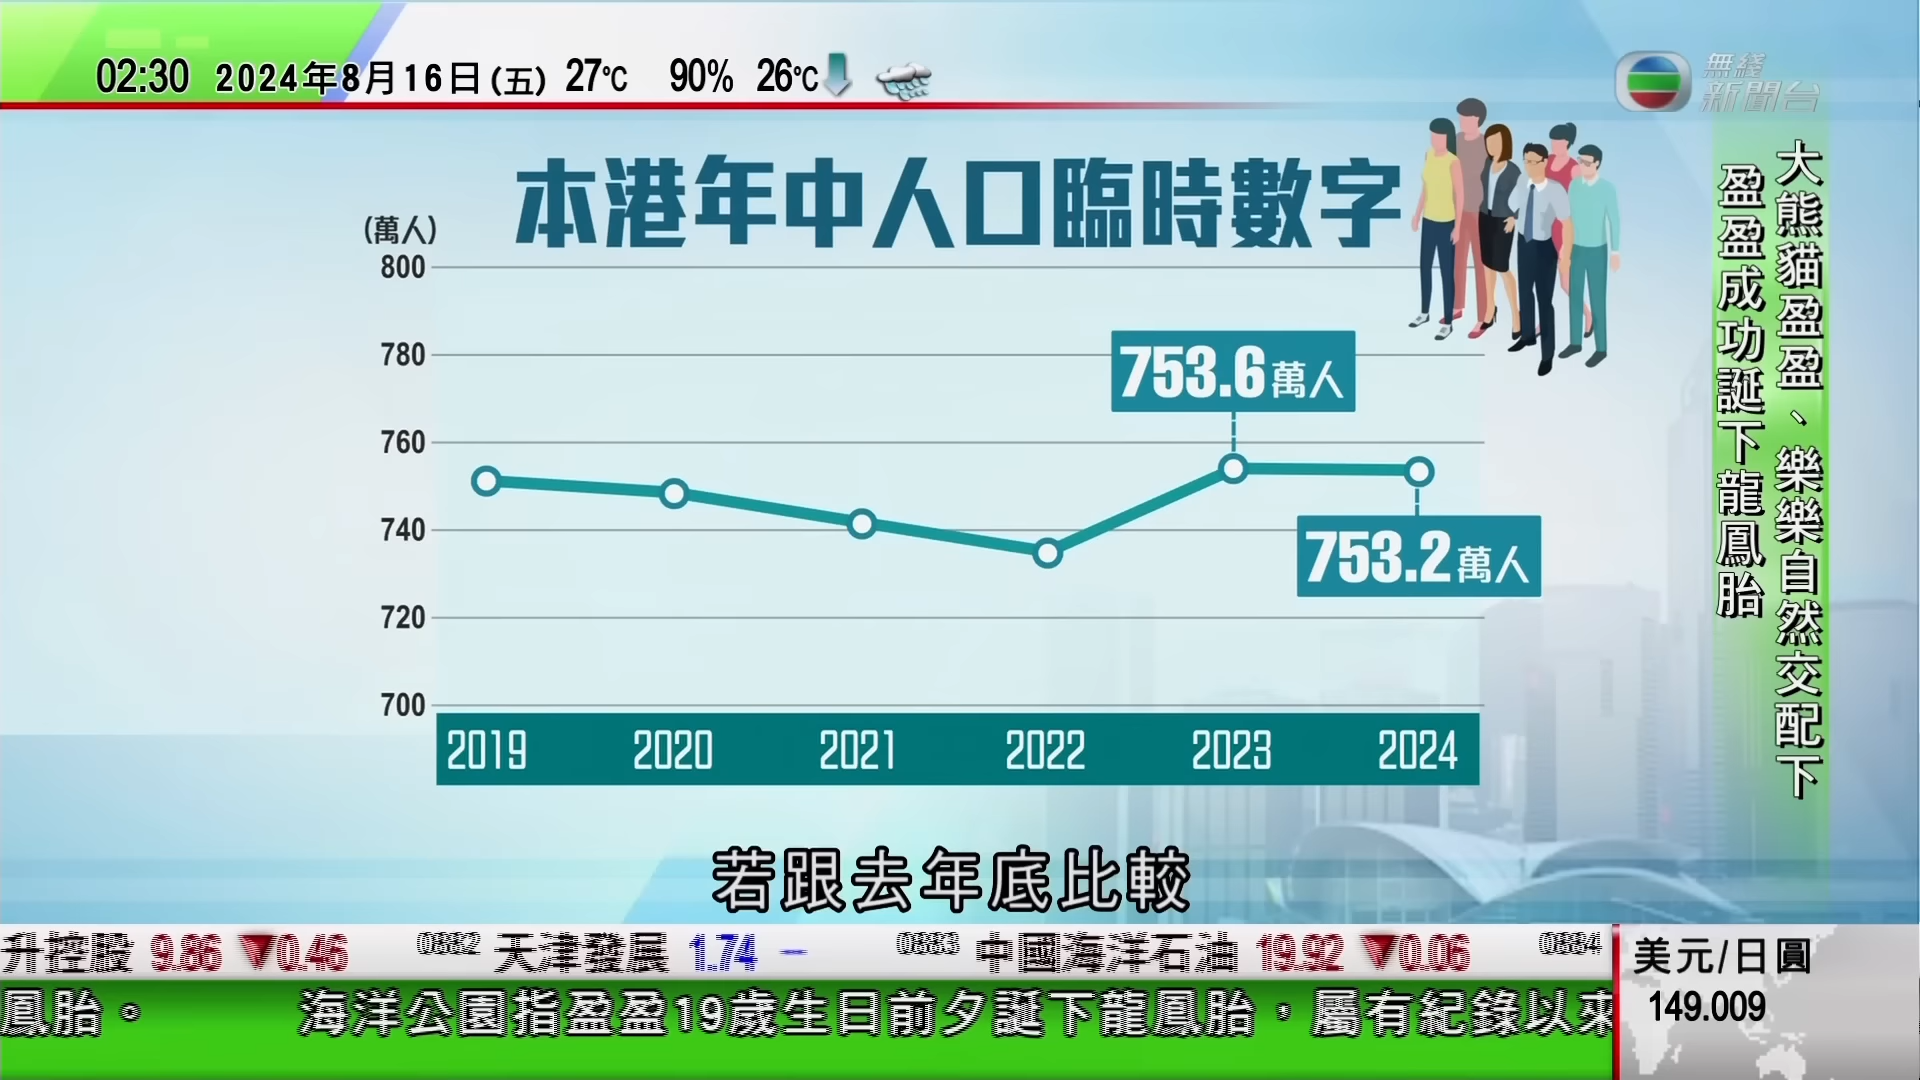 02:30 2024年8月16日(五) 27℃ 90% 26℃
無綫
新聞台
本港年中人口臨時數字
(萬人)
800
780
760
740
720
700
753.6萬人
753.2萬人
2019 2020 2021 2022 2023 2024
大熊貓盈盈、樂樂自然交配下
盈盈成功誕下龍鳳胎
若跟去年底比較
升控股 9.86 ▼0.46 0882 天津發展 1.74 － 0883 中國海洋石油 19.92 ▼0.06 0884
鳳胎。 海洋公園指盈盈19歲生日前夕誕下龍鳳胎，屬有紀錄以來
美元/日圓
149.009